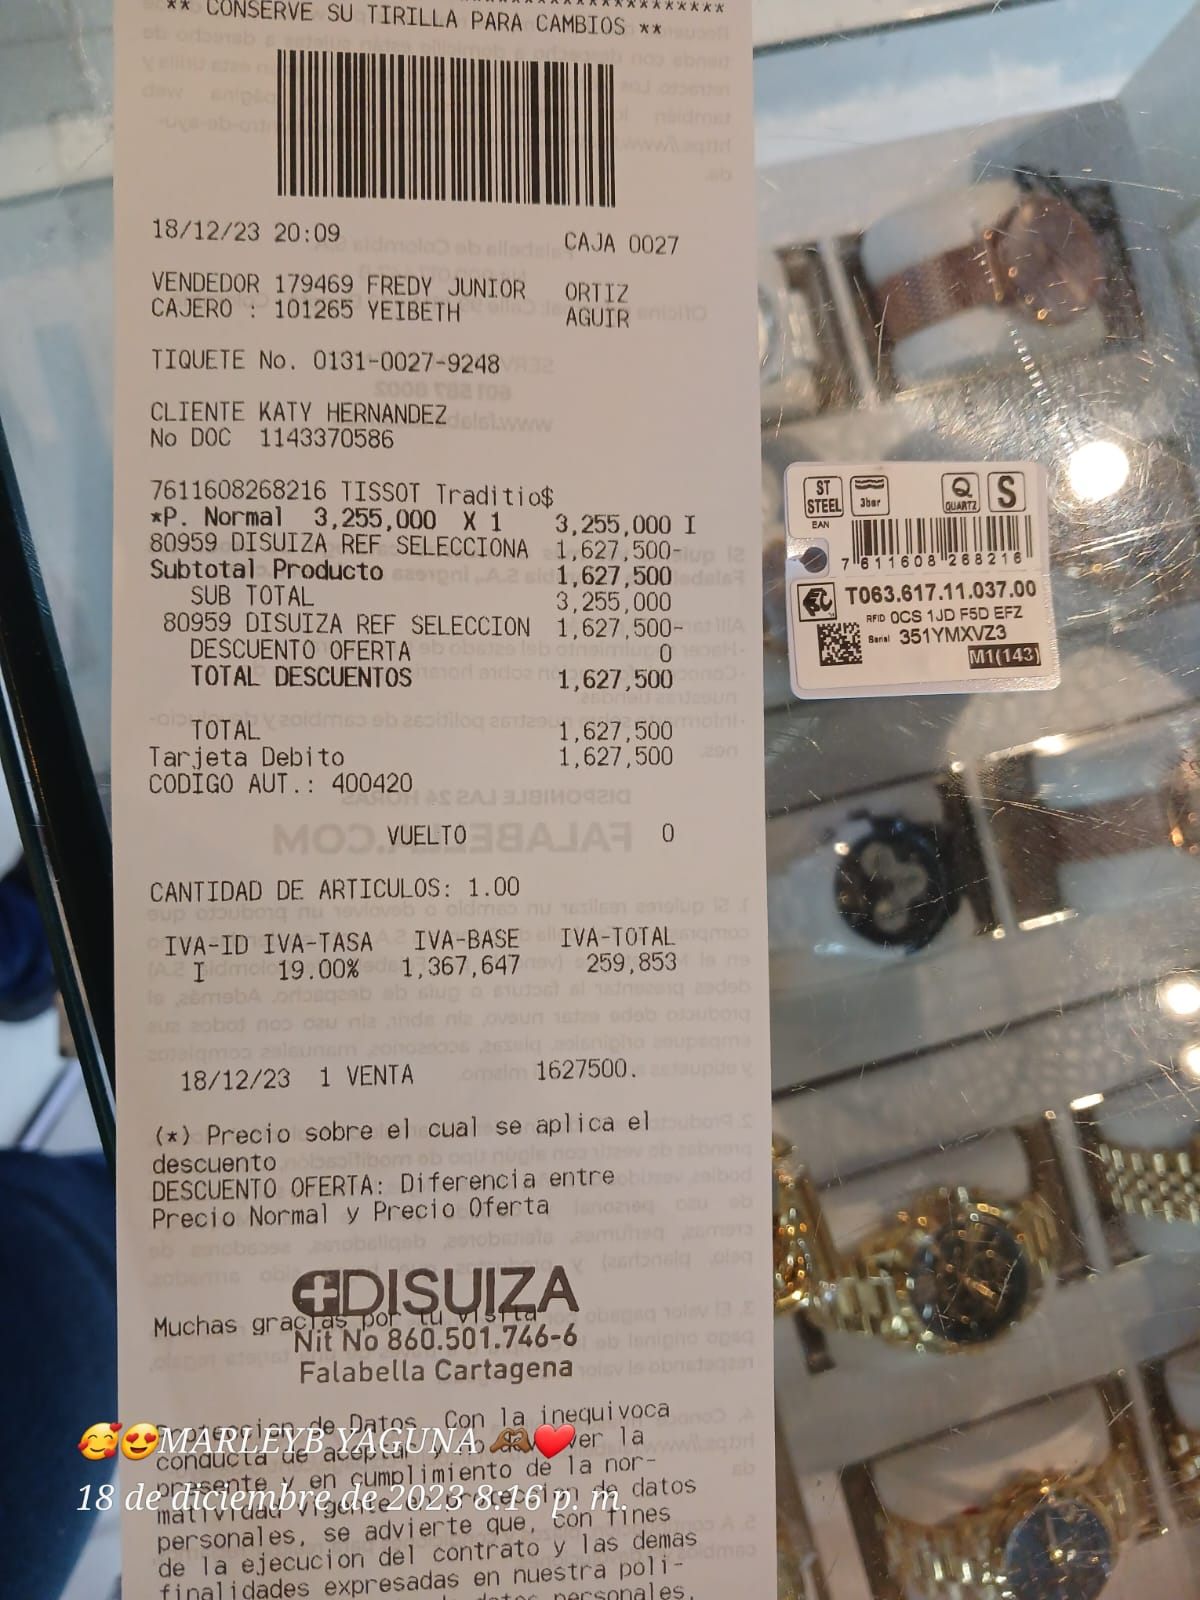 ** CONSERVE SU TIRILLA PARA CAMBIOS **
18/12/23 20:09 CAJA 0027
VENDEDOR 179469 FREDY JUNIOR ORTIZ
CAJERO : 101265 YEIBETH AGUIR
TIQUETE No. 0131-0027-9248
CLIENTE KATY HERNANDEZ
No DOC 1143370586
7611608268216 TISSOT Traditio$
*P. Normal 3,255,000 X 1 3,255,000 I
80959 DISUIZA REF SELECCIONA 1,627,500-
Subtotal Producto 1,627,500
SUB TOTAL 3,255,000
80959 DISUIZA REF SELECCION 1,627,500-
DESCUENTO OFERTA 0
TOTAL DESCUENTOS 1,627,500
TOTAL 1,627,500
Tarjeta Debito 1,627,500
CODIGO AUT.: 400420
VUELTO 0
CANTIDAD DE ARTICULOS: 1.00
IVA-ID IVA-TASA IVA-BASE IVA-TOTAL
I 19.00% 1,367,647 259,853
18/12/23 1 VENTA 1627500.
(*) Precio sobre el cual se aplica el
descuento
DESCUENTO OFERTA: Diferencia entre
Precio Normal y Precio Oferta
DISUIZA
Muchas gracias por tu visita
Nit No 860.501.746-6
Falabella Cartagena
de Datos. Con la inequivoca
conducta de aceptar y ver la
presente y en cumplimiento de la nor-
matividad vigente de datos
personales, se advierte que, con fines
de la ejecucion del contrato y las demas
finalidades expresadas en nuestra poli-
personales,
MARLEYB YAGUNA
18 de diciembre de 2023 8:16 p. m.
ST
STEEL
3bar
Q
QUARTZ
S
EAN
7 611608 268216
T063.617.11.037.00
RFID 0CS 1JD F5D EFZ
Serial 351YMXVZ3
M1(143)